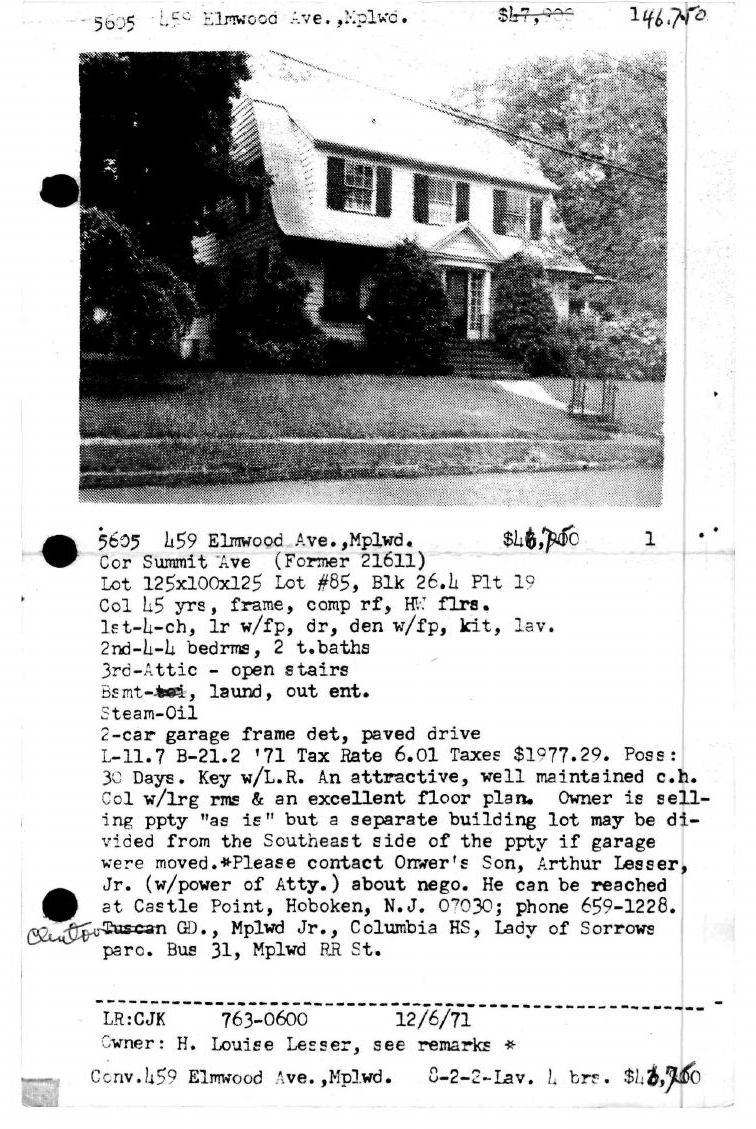 5605 459 Elmwood Ave.,Mplwd. $47,900 146.750
5605 459 Elmwood Ave.,Mplwd. $46,750 1
Cor Summit Ave (Former 21611)
Lot 125x100x125 Lot #85, Blk 26.4 Plt 19
Col 45 yrs, frame, comp rf, HW flrs.
1st-4-ch, lr w/fp, dr, den w/fp, kit, lav.
2nd-4-4 bedrms, 2 t.baths
3rd-Attic - open stairs
Bsmt- , laund, out ent.
Steam-Oil
2-car garage frame det, paved drive
L-11.7 B-21.2 '71 Tax Rate 6.01 Taxes $1977.29. Poss:
30 Days. Key w/L.R. An attractive, well maintained c.h.
Col w/lrg rms & an excellent floor plan. Owner is sell-
ing ppty "as is" but a separate building lot may be di-
vided from the Southeast side of the ppty if garage
were moved.*Please contact Onwer's Son, Arthur Lesser,
Jr. (w/power of Atty.) about nego. He can be reached
at Castle Point, Hoboken, N.J. 07030; phone 659-1228.
Clinton Tuscan GD., Mplwd Jr., Columbia HS, Lady of Sorrows
paro. Bus 31, Mplwd RR St.
LR:CJK 763-0600 12/6/71
Owner: H. Louise Lesser, see remarks *
Conv.459 Elmwood Ave.,Mplwd. 8-2-2-Lav. 4 brs. $46,750